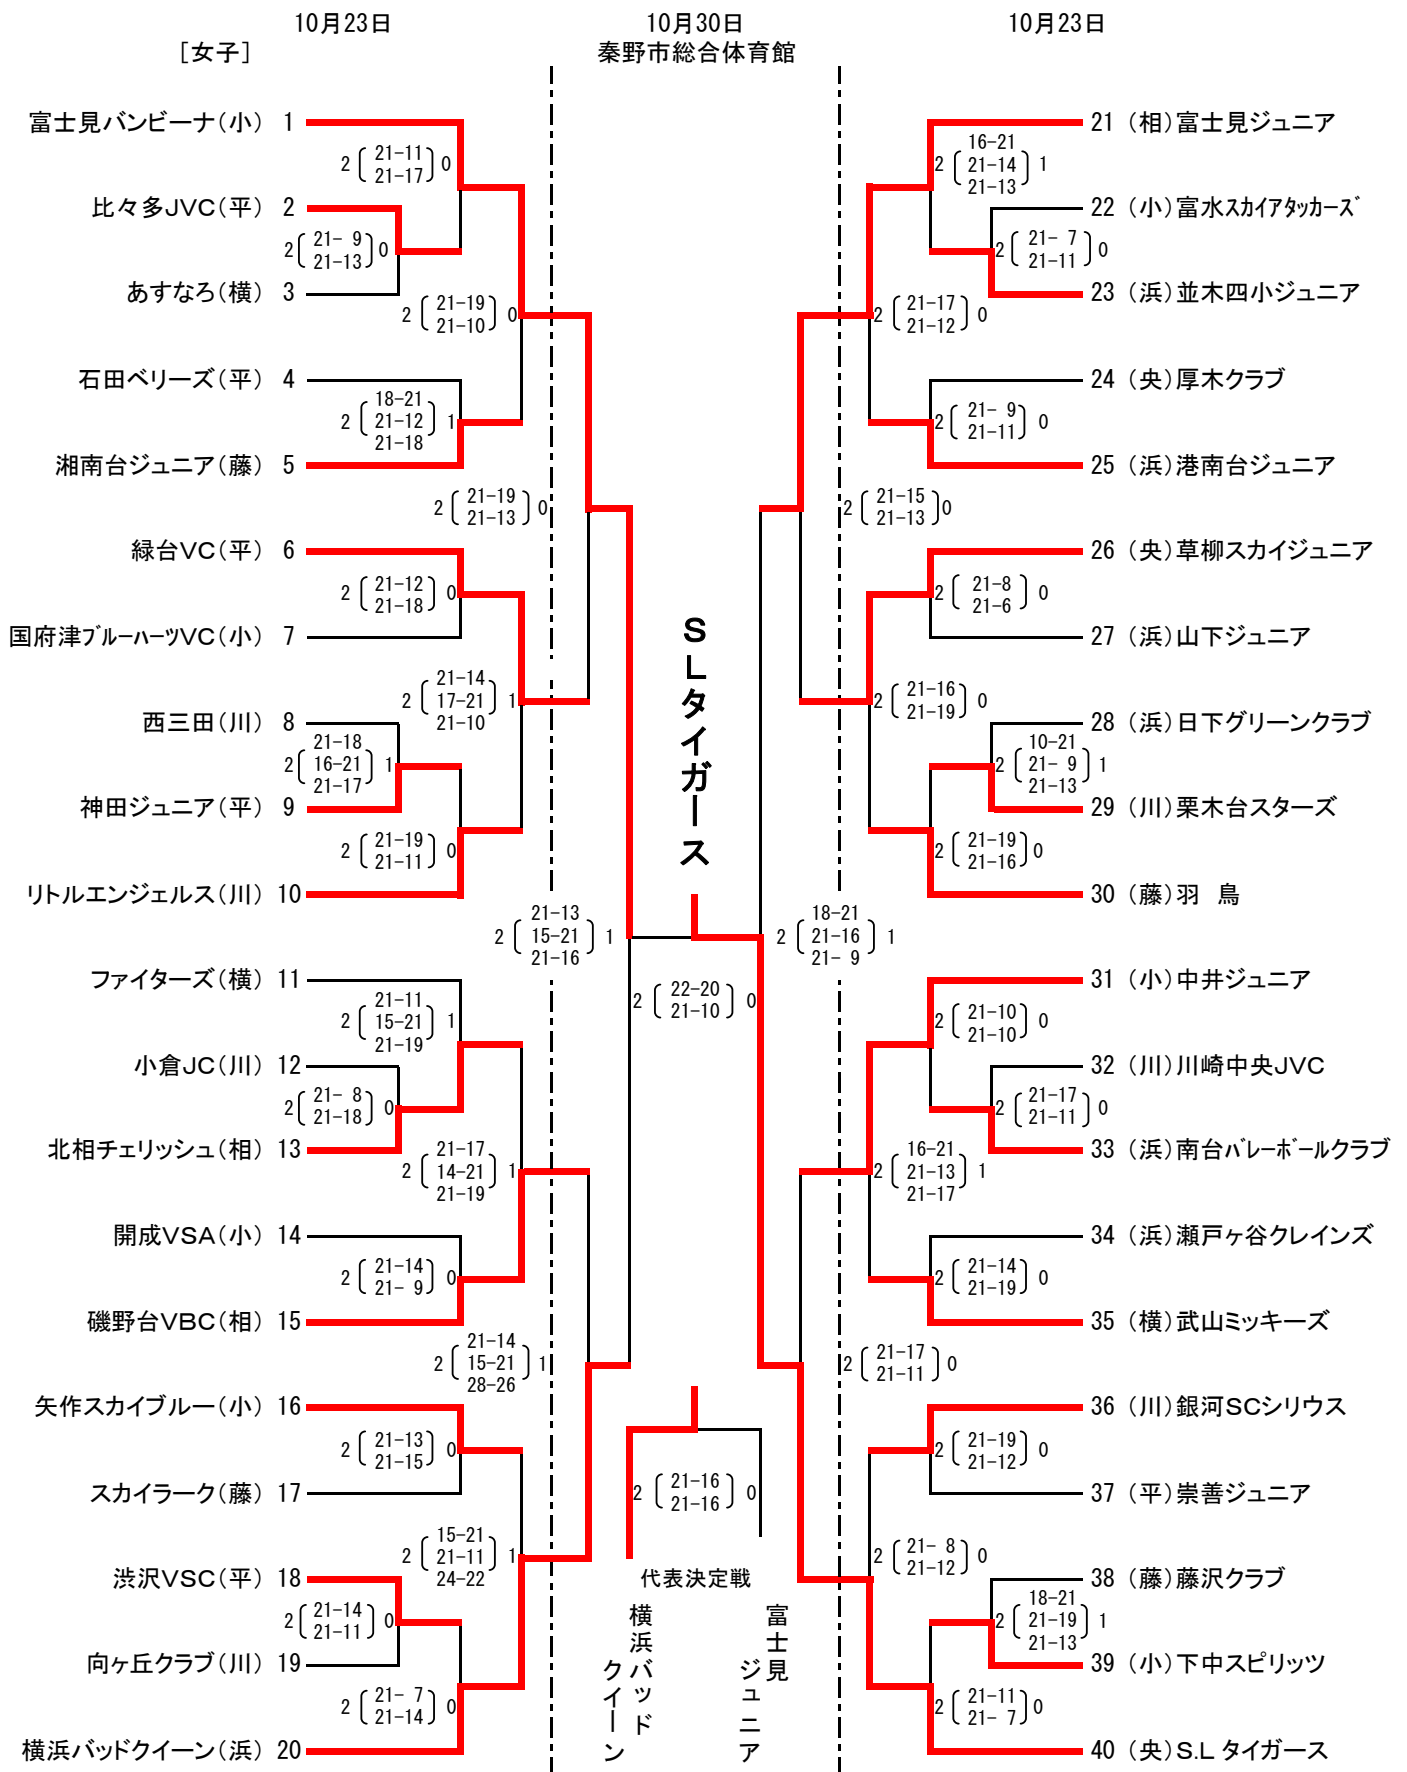 10月23日
10月30日
10月23日
[女子]
秦野市総合体育館
富士見バンビーナ(小) 1
21-11
2 0
21-17
比々多JVC(平) 2
21- 9
2 0
21-13
あすなろ(横) 3
21-19
2 0
21-10
石田ベリーズ(平) 4
18-21
2 21-12 1
21-18
湘南台ジュニア(藤) 5
21-19
2 0
21-13
緑台VC(平) 6
21-12
2 0
21-18
国府津ブルーハーツVC(小) 7
21-14
2 17-21 1
21-10
西三田(川) 8
21-18
2 16-21 1
21-17
神田ジュニア(平) 9
21-19
2 0
21-11
リトルエンジェルス(川) 10
21-13
2 15-21 1
21-16
ファイターズ(横) 11
21-11
2 15-21 1
21-19
小倉JC(川) 12
21- 8
2 0
21-18
北相チェリッシュ(相) 13
21-17
2 14-21 1
21-19
開成VSA(小) 14
21-14
2 0
21- 9
磯野台VBC(相) 15
21-14
2 15-21 1
28-26
矢作スカイブルー(小) 16
21-13
2 0
21-15
スカイラーク(藤) 17
15-21
2 21-11 1
24-22
渋沢VSC(平) 18
21-14
2 0
21-11
向ヶ丘クラブ(川) 19
21- 7
2 0
21-14
横浜バッドクイーン(浜) 20
SLタイガース
22-20
2 0
21-10
21-16
2 0
21-16
代表決定戦
横浜バッド
クイーン
富士見
ジュニア
21 (相)富士見ジュニア
16-21
2 21-14 1
21-13
22 (小)富水スカイアタッカーズ
21- 7
2 0
21-11
23 (浜)並木四小ジュニア
21-17
2 0
21-12
24 (央)厚木クラブ
21- 9
2 0
21-11
25 (浜)港南台ジュニア
21-15
2 0
21-13
26 (央)草柳スカイジュニア
21-8
2 0
21-6
27 (浜)山下ジュニア
21-16
2 0
21-19
28 (浜)日下グリーンクラブ
10-21
2 21- 9 1
21-13
29 (川)栗木台スターズ
21-19
2 0
21-16
30 (藤)羽 鳥
18-21
2 21-16 1
21- 9
31 (小)中井ジュニア
21-10
2 0
21-10
32 (川)川崎中央JVC
21-17
2 0
21-11
33 (浜)南台バレーボールクラブ
16-21
2 21-13 1
21-17
34 (浜)瀬戸ヶ谷クレインズ
21-14
2 0
21-19
35 (横)武山ミッキーズ
21-17
2 0
21-11
36 (川)銀河SCシリウス
21-19
2 0
21-12
37 (平)崇善ジュニア
21- 8
2 0
21-12
38 (藤)藤沢クラブ
18-21
2 21-19 1
21-13
39 (小)下中スピリッツ
21-11
2 0
21- 7
40 (央)S.L タイガース